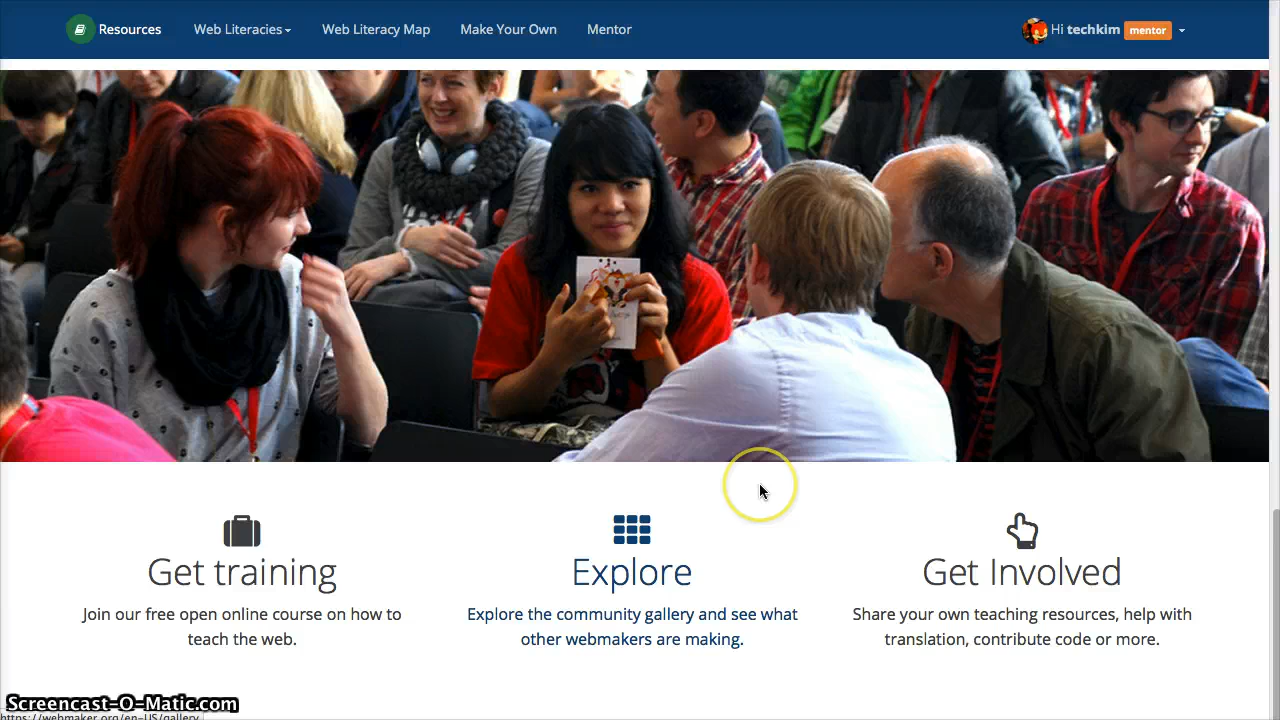 Resources
Web Literacies
Web Literacy Map
Make Your Own
Mentor
Hi techkim mentor
Get training
Join our free open online course on how to
teach the web.
Explore
Explore the community gallery and see what
other webmakers are making.
Get Involved
Share your own teaching resources, help with
translation, contribute code or more.
Screencast-O-Matic.com
https://webmaker.org/en-US/gallery